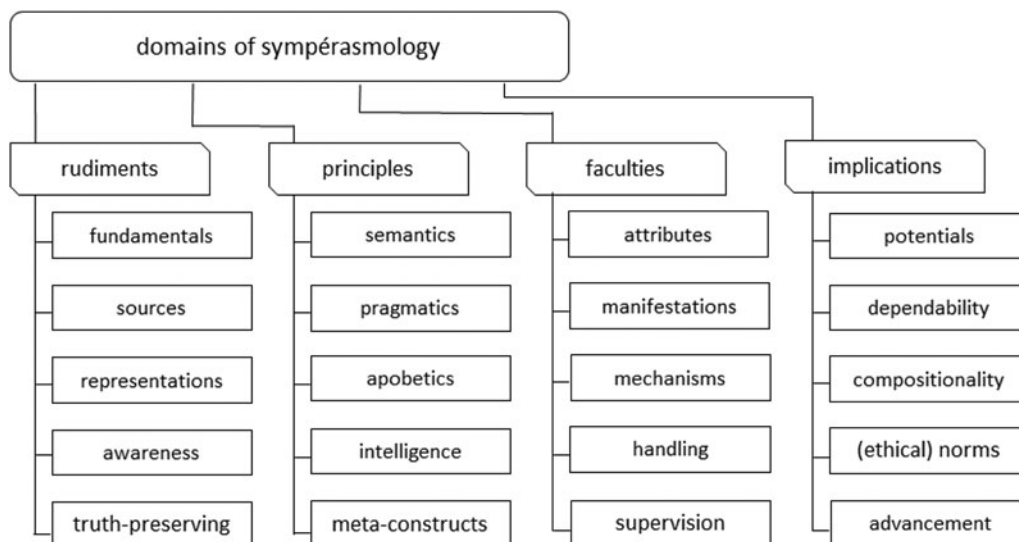 domains of sympérasmology
rudiments
fundamentals
sources
representations
awareness
truth-preserving
principles
semantics
pragmatics
apobetics
intelligence
meta-constructs
faculties
attributes
manifestations
mechanisms
handling
supervision
implications
potentials
dependability
compositionality
(ethical) norms
advancement